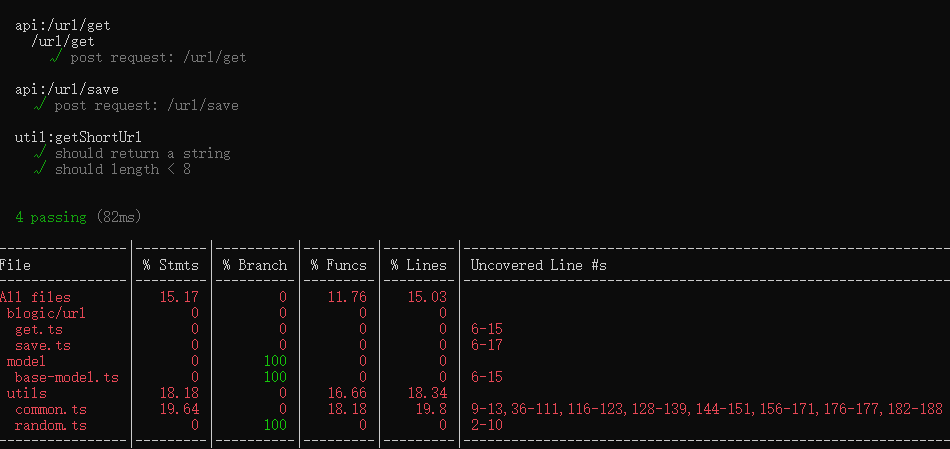 api:/url/get
/url/get
√ post request: /url/get
api:/url/save
√ post request: /url/save
util:getShortUrl
√ should return a string
√ should length < 8
4 passing (82ms)
File | % Stmts | % Branch | % Funcs | % Lines | Uncovered Line #s
All files | 15.17 | 0 | 11.76 | 15.03 |
blogic/url | 0 | 0 | 0 | 0 |
get.ts | 0 | 0 | 0 | 0 | 6-15
save.ts | 0 | 0 | 0 | 0 | 6-17
model | 0 | 100 | 0 | 0 |
base-model.ts | 0 | 100 | 0 | 0 | 6-15
utils | 18.18 | 0 | 16.66 | 18.34 |
common.ts | 19.64 | 0 | 18.18 | 19.8 | 9-13,36-111,116-123,128-139,144-151,156-171,176-177,182-188
random.ts | 0 | 100 | 0 | 0 | 2-10